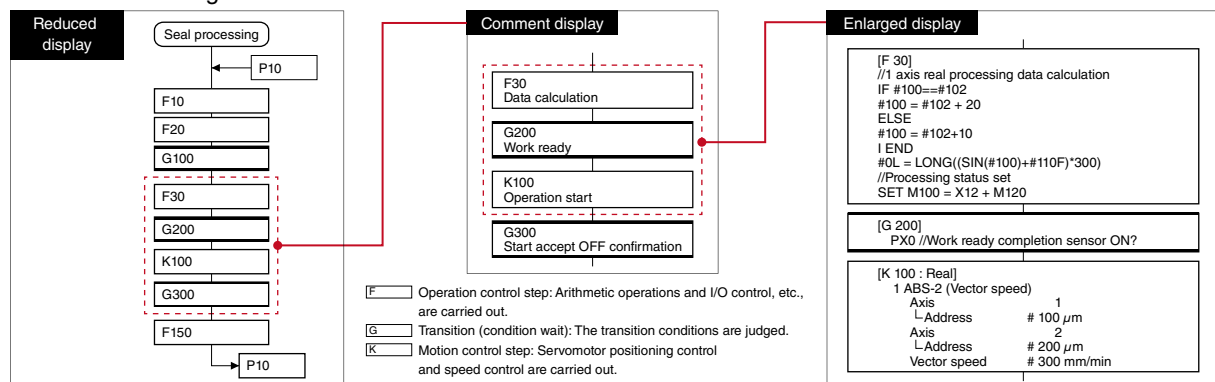 Reduced
display
Seal processing
P10
F10
F20
G100
F30
G200
K100
G300
F150
P10
Comment display
F30
Data calculation
G200
Work ready
K100
Operation start
G300
Start accept OFF confirmation
F Operation control step: Arithmetic operations and I/O control, etc.,
are carried out.
G Transition (condition wait): The transition conditions are judged.
K Motion control step: Servomotor positioning control
and speed control are carried out.
Enlarged display
[F 30]
//1 axis real processing data calculation
IF #100==#102
#100 = #102 + 20
ELSE
#100 = #102+10
I END
#0L = LONG((SIN(#100)+#110F)*300)
//Processing status set
SET M100 = X12 + M120
[G 200]
PX0 //Work ready completion sensor ON?
[K 100 : Real]
1 ABS-2 (Vector speed)
Axis 1
Address # 100 µm
Axis 2
Address # 200 µm
Vector speed # 300 mm/min